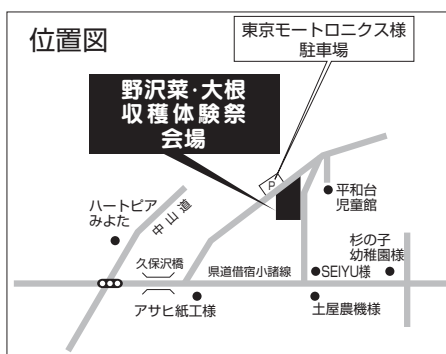 位置図
東京モートロニクス様
駐車場
野沢菜・大根
収穫体験祭
会場
P
平和台
児童館
ハートピア
みよた
中山道
杉の子
幼稚園様
久保沢橋
県道借宿小諸線
SEIYU様
アサヒ紙工様
土屋農機様